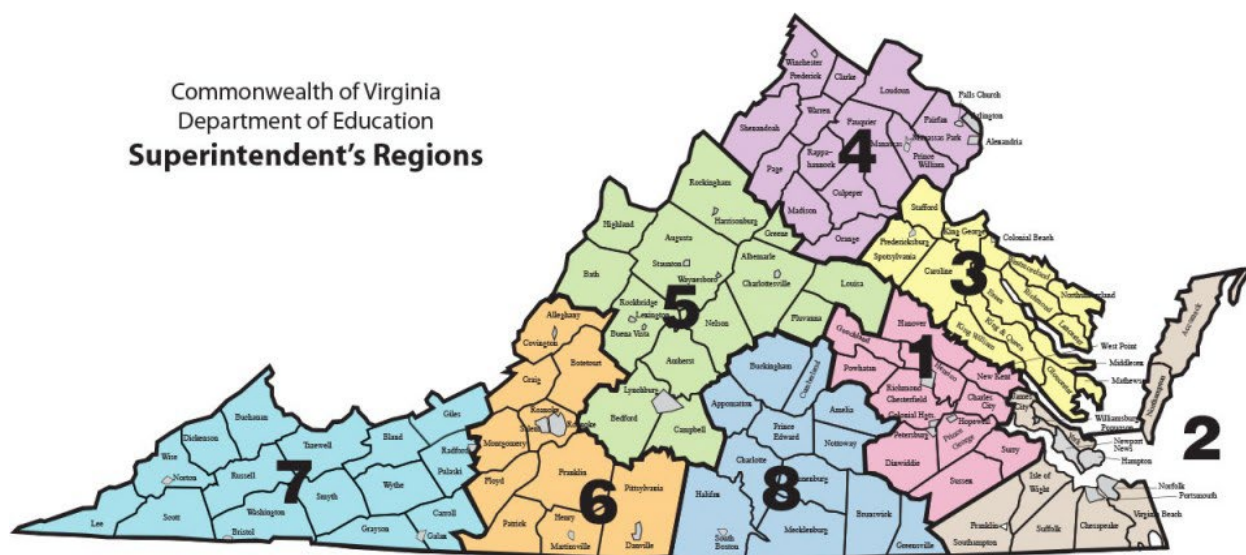 Commonwealth of Virginia
Department of Education
Superintendent's Regions
Winchester
Frederick
Clarke
Loudoun
Falls Church
Arlington
Fairfax
Alexandria
Warren
Fauquier
Shenandoah
Manassas Park
Manassas
4
Rappa-
hannock
Prince
William
Page
Culpeper
Madison
Orange
Stafford
King George
Colonial Beach
Fredericksburg
Spotsylvania
Caroline
3
Westmoreland
Richmond
Northumberland
Essex
Lancaster
King & Queen
King William
West Point
Middlesex
Gloucester
Mathews
Rockingham
Harrisonburg
Highland
Greene
Augusta
Albemarle
Staunton
Waynesboro
Charlottesville
Louisa
Bath
Rockbridge
5
Lexington
Buena Vista
Nelson
Fluvanna
Amherst
Lynchburg
Bedford
Campbell
Hanover
Goochland
1
Henrico
Powhatan
New Kent
Richmond
Chesterfield
Charles
City
Colonial Hgts.
Hopewell
Petersburg
Prince
George
Surry
Dinwiddie
Sussex
James
City
Williamsburg
Poquoson
York
Newport
News
Hampton
Accomack
Northampton
2
Isle of
Wight
Norfolk
Portsmouth
Virginia Beach
Franklin
Southampton
Suffolk
Chesapeake
Alleghany
Covington
Botetourt
Craig
Roanoke
Salem
Roanoke
Montgomery
Franklin
Floyd
6
Pittsylvania
Patrick
Henry
Martinsville
Danville
Buckingham
Cumberland
Appomattox
Amelia
Prince
Edward
Nottoway
Charlotte
8
Lunenburg
Halifax
Mecklenburg
Brunswick
South
Boston
Greensville
Giles
Buchanan
Dickenson
Tazewell
Bland
Radford
Wise
Norton
Russell
7
Pulaski
Smyth
Wythe
Lee
Scott
Washington
Carroll
Bristol
Grayson
Galax